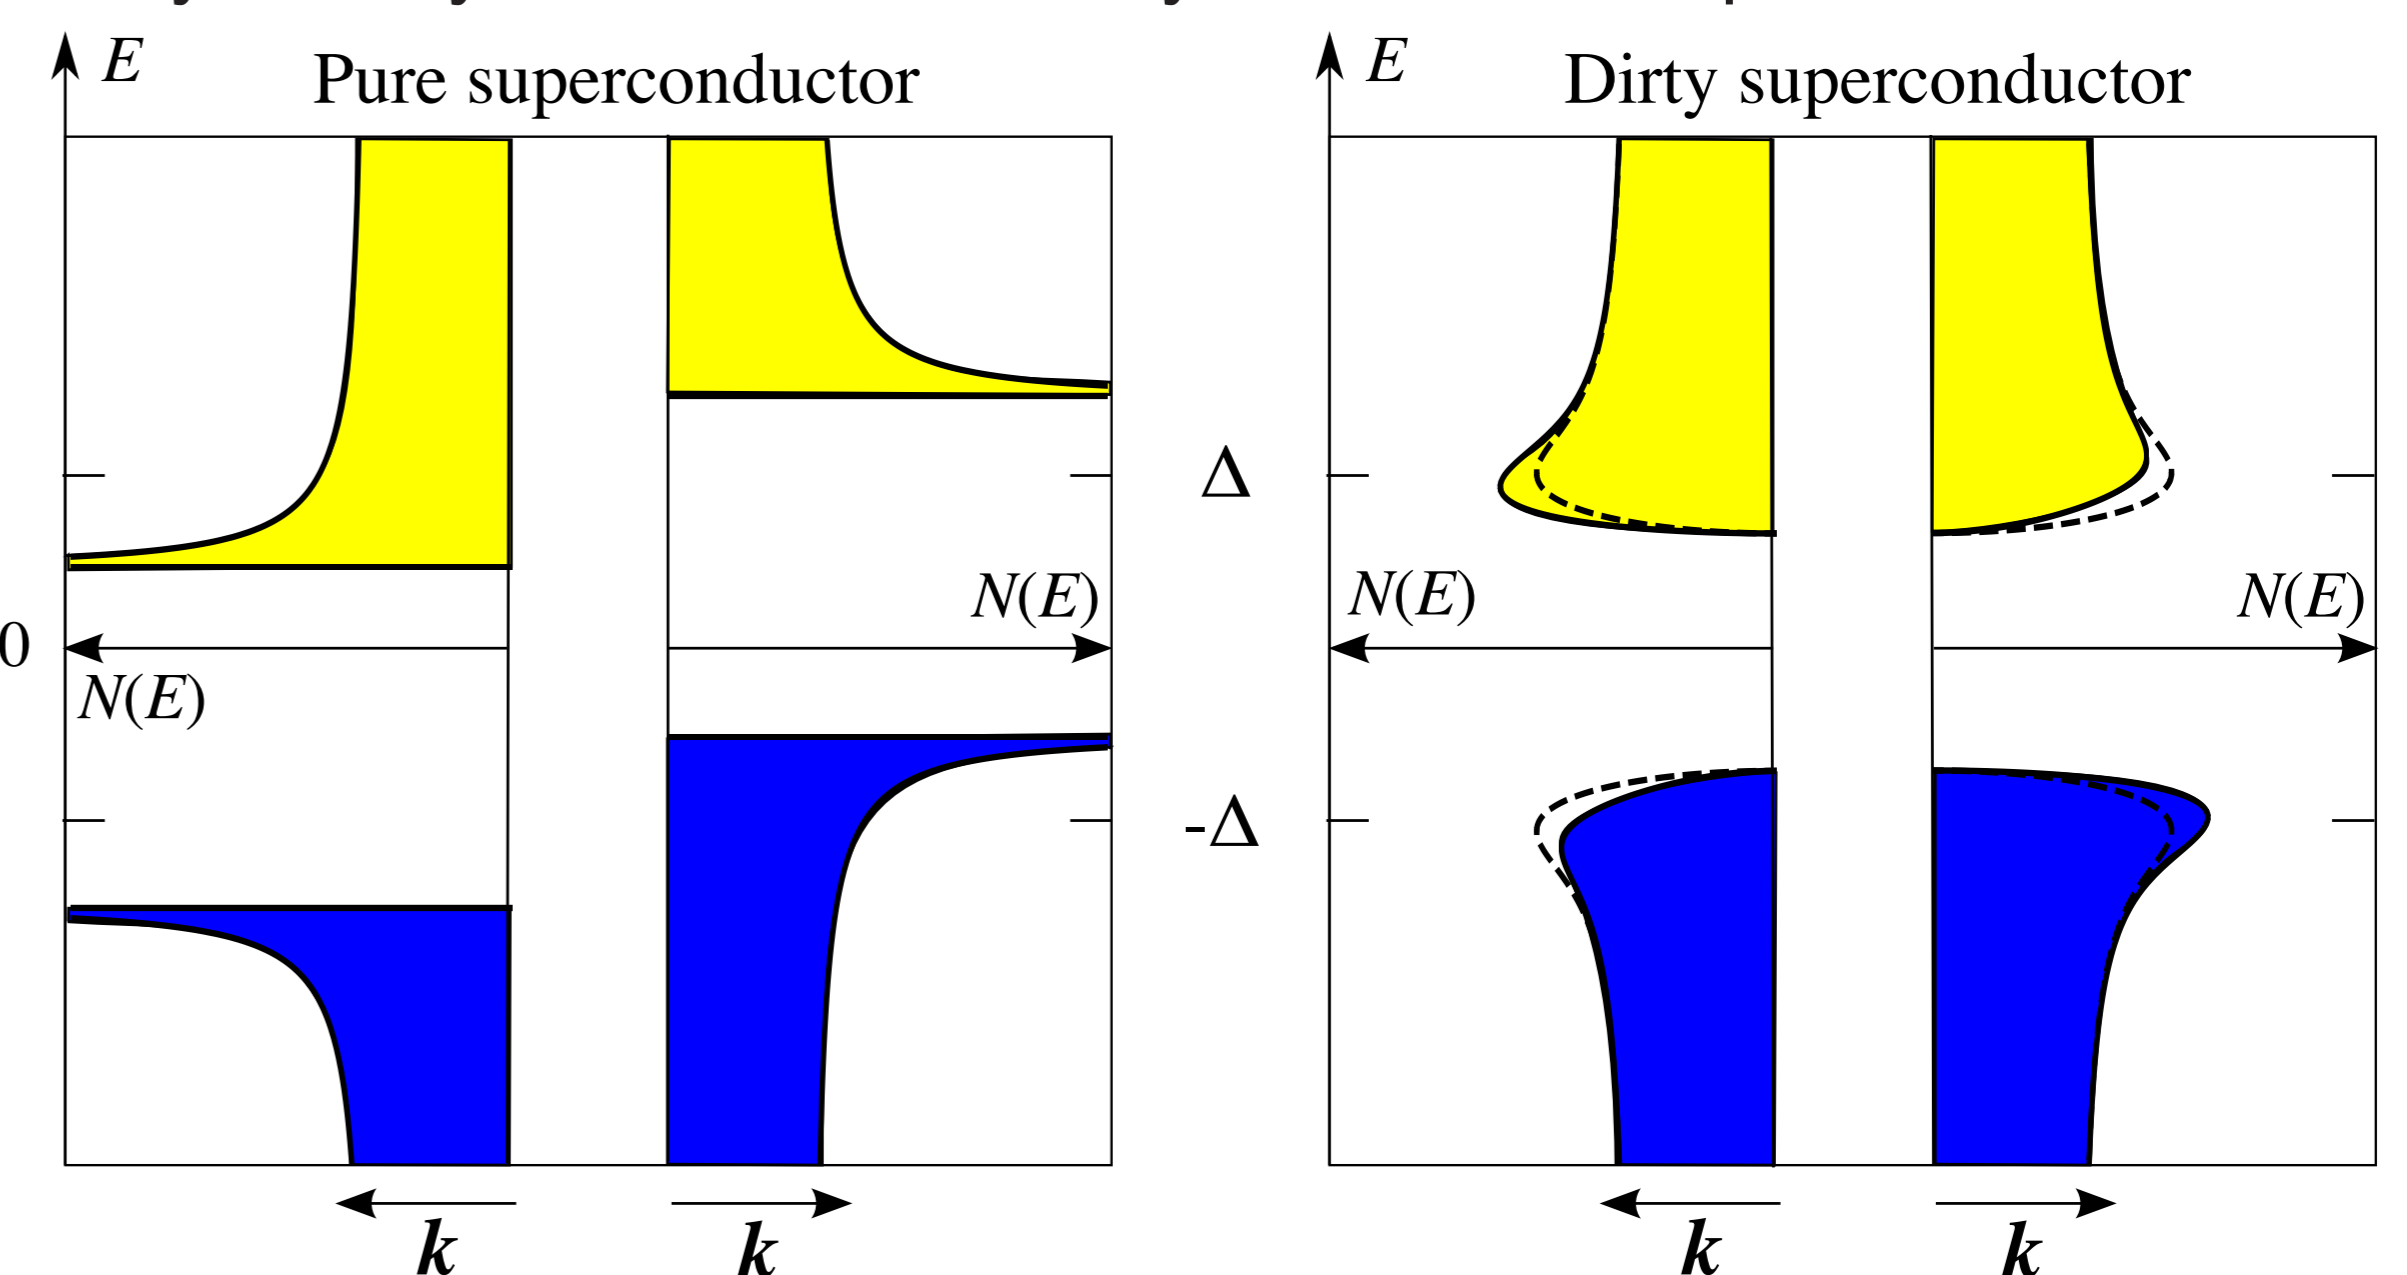 E
Pure superconductor
E
Dirty superconductor
Δ
N(E)
N(E)
N(E)
0
N(E)
-Δ
k
k
k
k